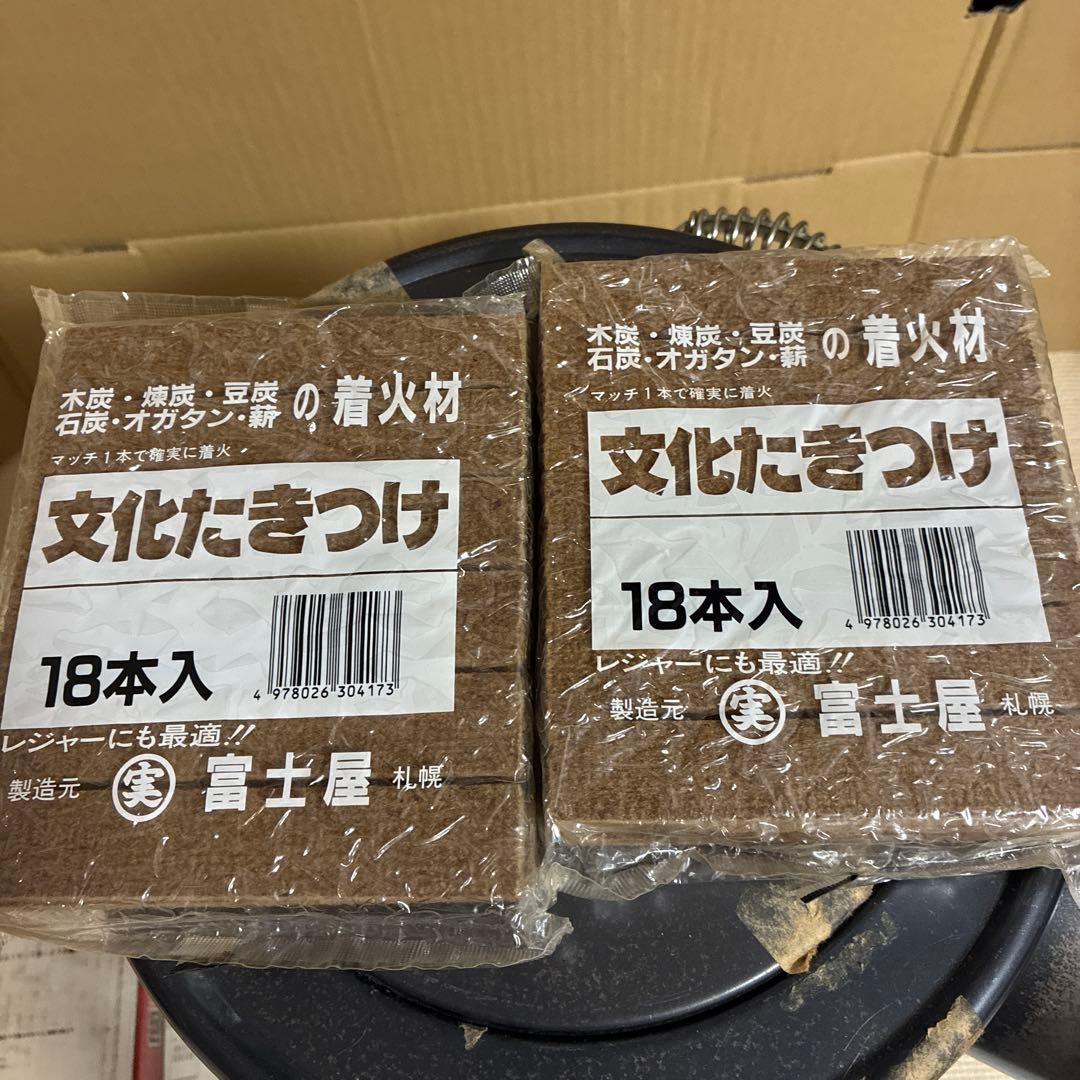 木炭・煉炭・豆炭
石炭・オガタン・薪 の 着火材
マッチ1本で確実に着火
文化たきつけ
18本入
4 978026 304173
レジャーにも最適!!
製造元 実 富士屋 札幌
木炭・煉炭・豆炭
石炭・オガタン・薪 の 着火材
マッチ1本で確実に着火
文化たきつけ
18本入
4 978026 304173
レジャーにも最適!!
製造元 実 富士屋 札幌